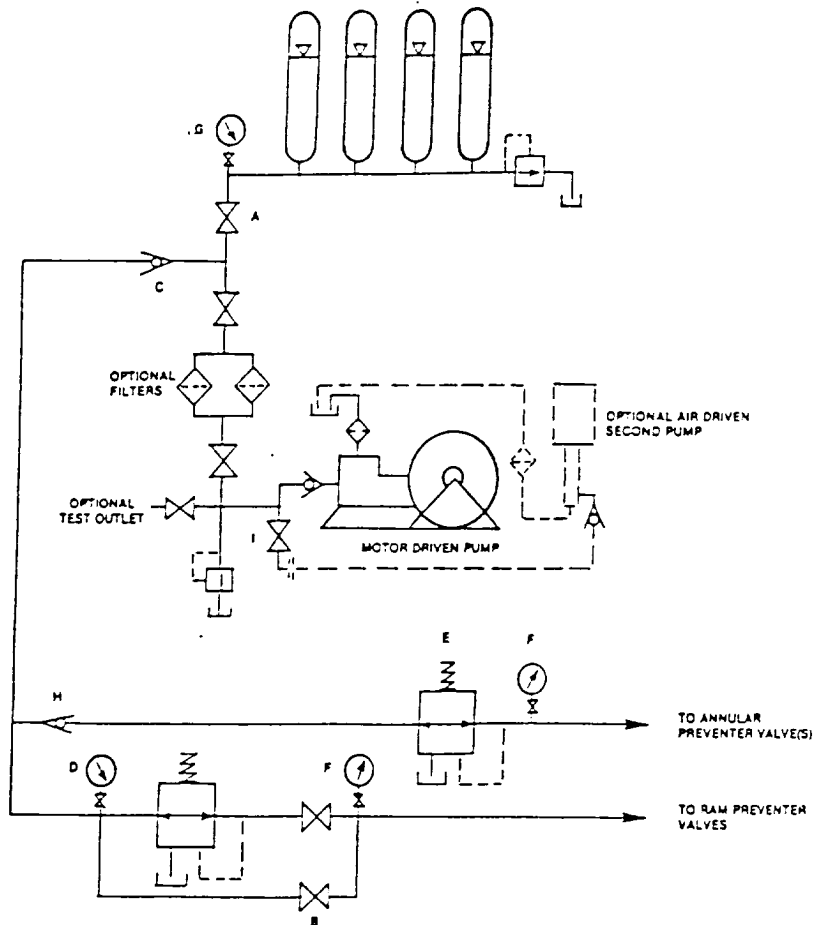 .G
A
C
OPTIONAL
FILTERS
OPTIONAL AIR DRIVEN
SECOND PUMP
OPTIONAL
TEST OUTLET
I
MOTOR DRIVEN PUMP
E
F
H
TO ANNULAR
PREVENTER VALVE(S)
D
F
TO RAM PREVENTER
VALVES
B